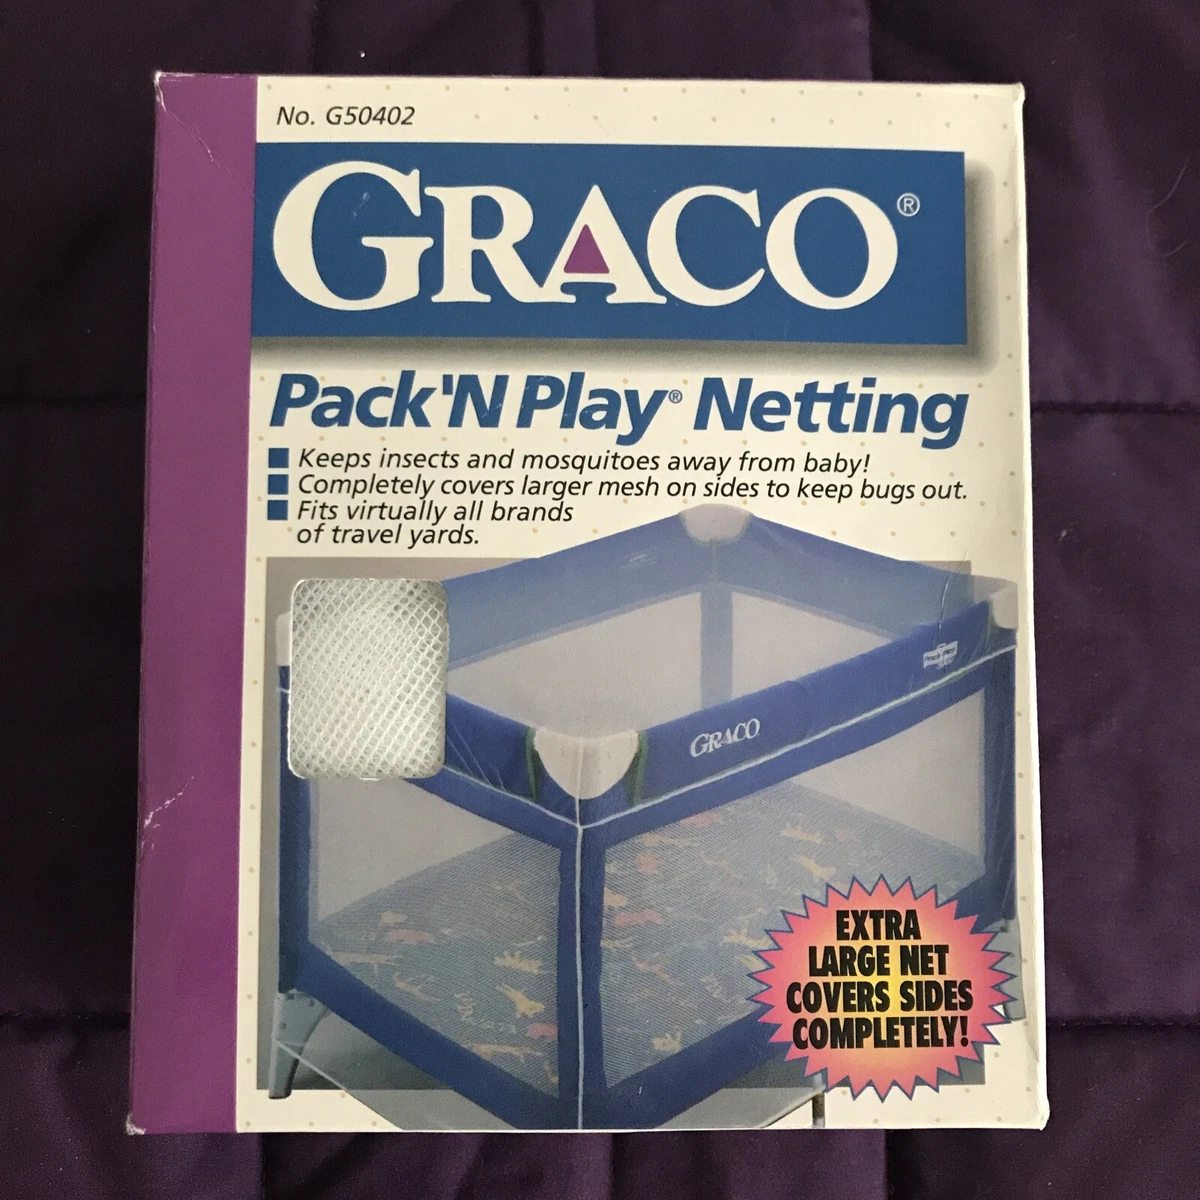 No. G50402
GRACO®
Pack 'N Play® Netting
Keeps insects and mosquitoes away from baby!
Completely covers larger mesh on sides to keep bugs out.
Fits virtually all brands
of travel yards.
GRACO
EXTRA
LARGE NET
COVERS SIDES
COMPLETELY!